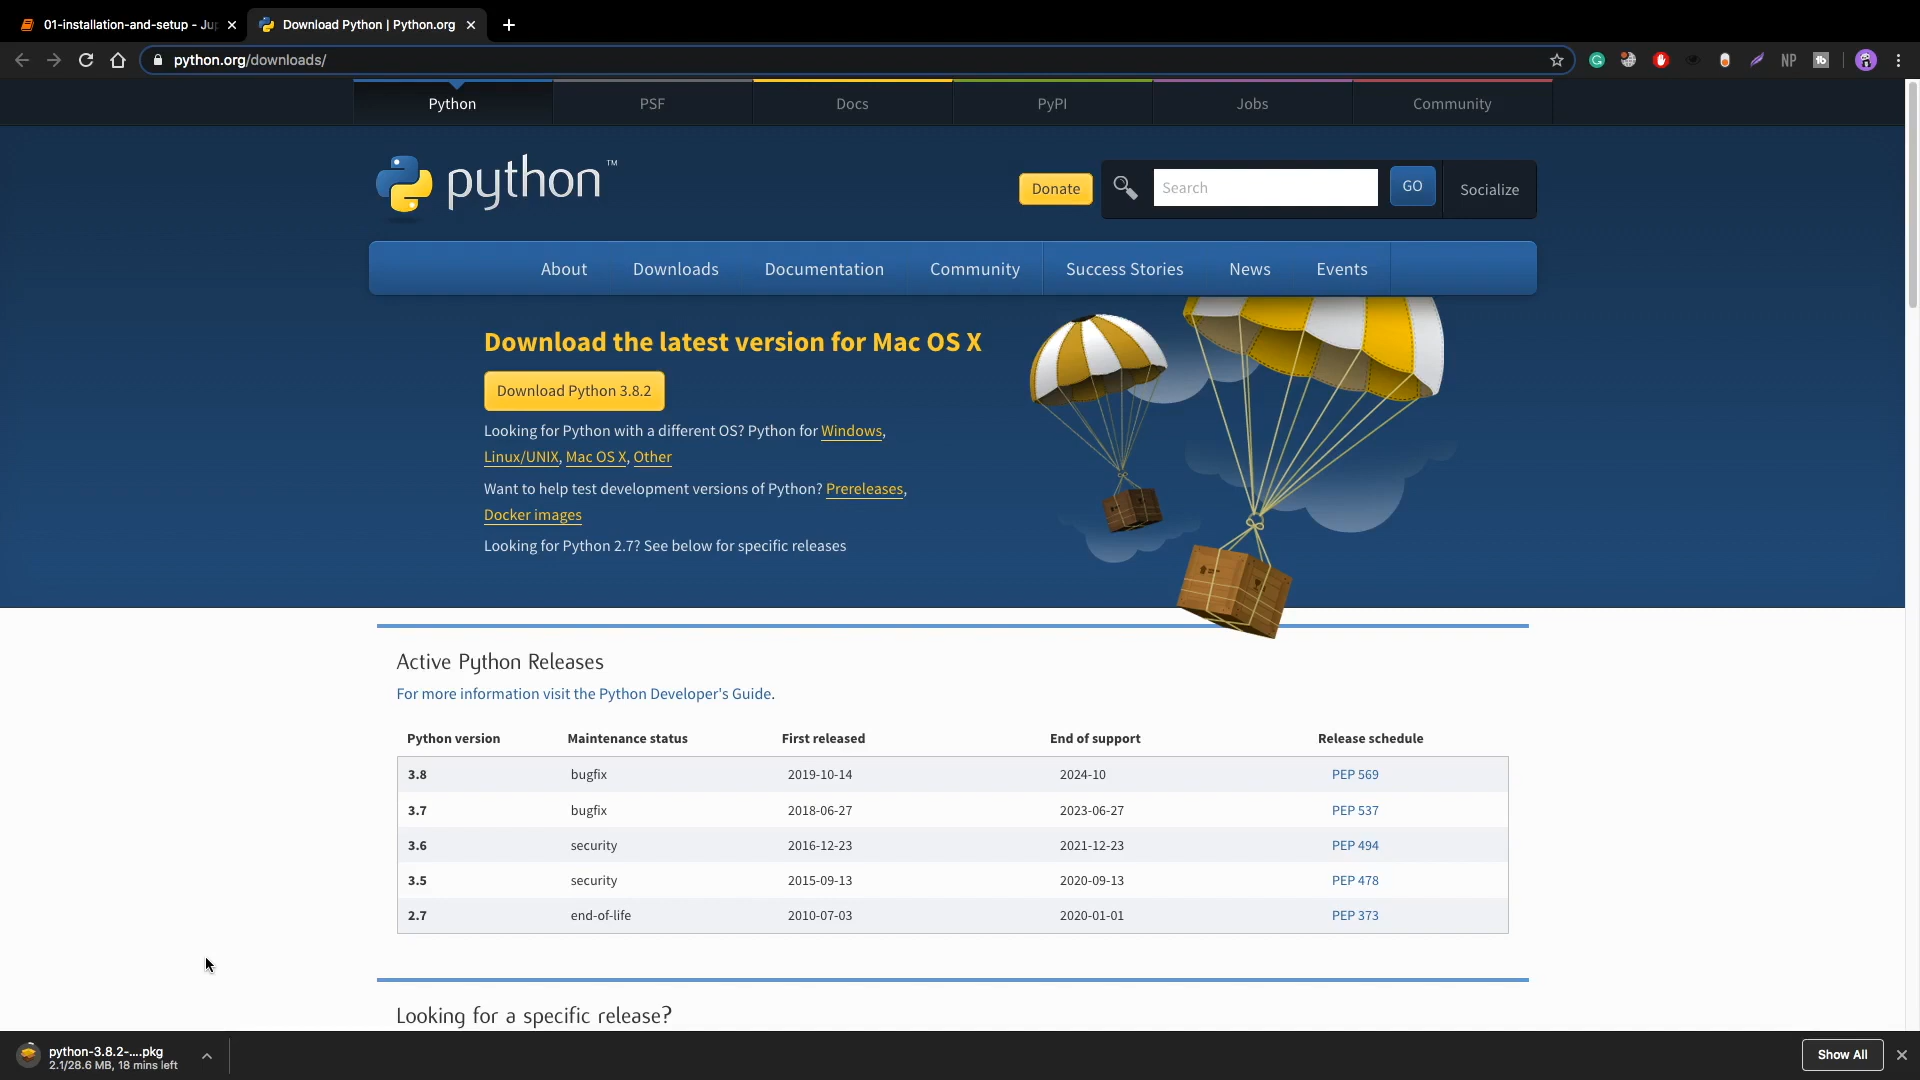 01-installation-and-setup - Ju
Download Python | Python.org
python.org/downloads/
NP
Python
PSF
Docs
PyPI
Jobs
Community
python™
Donate
Search
GO
Socialize
About
Downloads
Documentation
Community
Success Stories
News
Events
Download the latest version for Mac OS X
Download Python 3.8.2
Looking for Python with a different OS? Python for Windows,
Linux/UNIX, Mac OS X, Other
Want to help test development versions of Python? Prereleases,
Docker images
Looking for Python 2.7? See below for specific releases
Active Python Releases
For more information visit the Python Developer's Guide.
Python version Maintenance status First released End of support Release schedule
3.8 bugfix 2019-10-14 2024-10 PEP 569
3.7 bugfix 2018-06-27 2023-06-27 PEP 537
3.6 security 2016-12-23 2021-12-23 PEP 494
3.5 security 2015-09-13 2020-09-13 PEP 478
2.7 end-of-life 2010-07-03 2020-01-01 PEP 373
Looking for a specific release?
python-3.8.2-....pkg
2.1/28.6 MB, 18 mins left
Show All